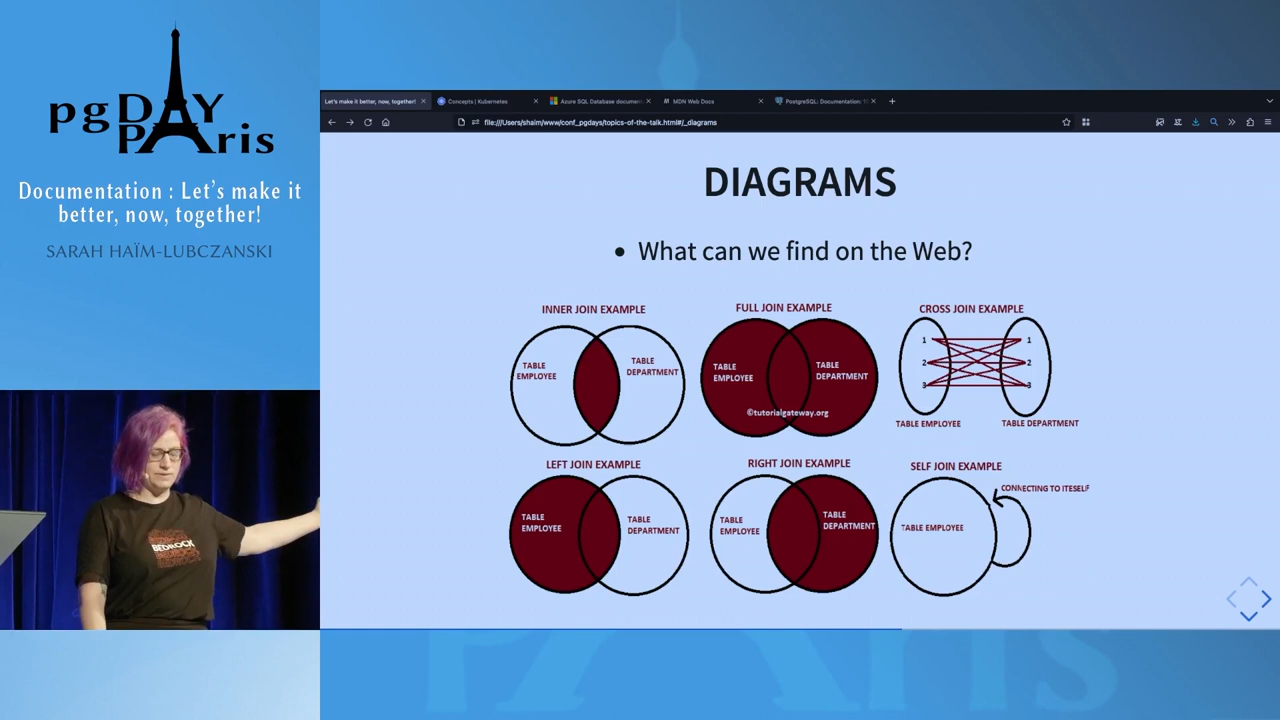 pgDAY
PAris
Documentation : Let's make it
better, now, together!
SARAH HAÏM-LUBCZANSKI
BEDROCK
Let's make it better, now, together!
Concepts | Kubernetes
Azure SQL Database document
MDN Web Docs
PostgreSQL: Documentation: 1
file:///Users/shaim/www/conf_pgdays/topics-of-the-talk.html#/_diagrams
DIAGRAMS
• What can we find on the Web?
INNER JOIN EXAMPLE
TABLE
EMPLOYEE
TABLE
DEPARTMENT
FULL JOIN EXAMPLE
TABLE
EMPLOYEE
TABLE
DEPARTMENT
©tutorialgateway.org
CROSS JOIN EXAMPLE
1 1
2 2
3 3
TABLE EMPLOYEE
TABLE DEPARTMENT
LEFT JOIN EXAMPLE
TABLE
EMPLOYEE
TABLE
DEPARTMENT
RIGHT JOIN EXAMPLE
TABLE
EMPLOYEE
TABLE
DEPARTMENT
SELF JOIN EXAMPLE
CONNECTING TO ITESELF
TABLE EMPLOYEE